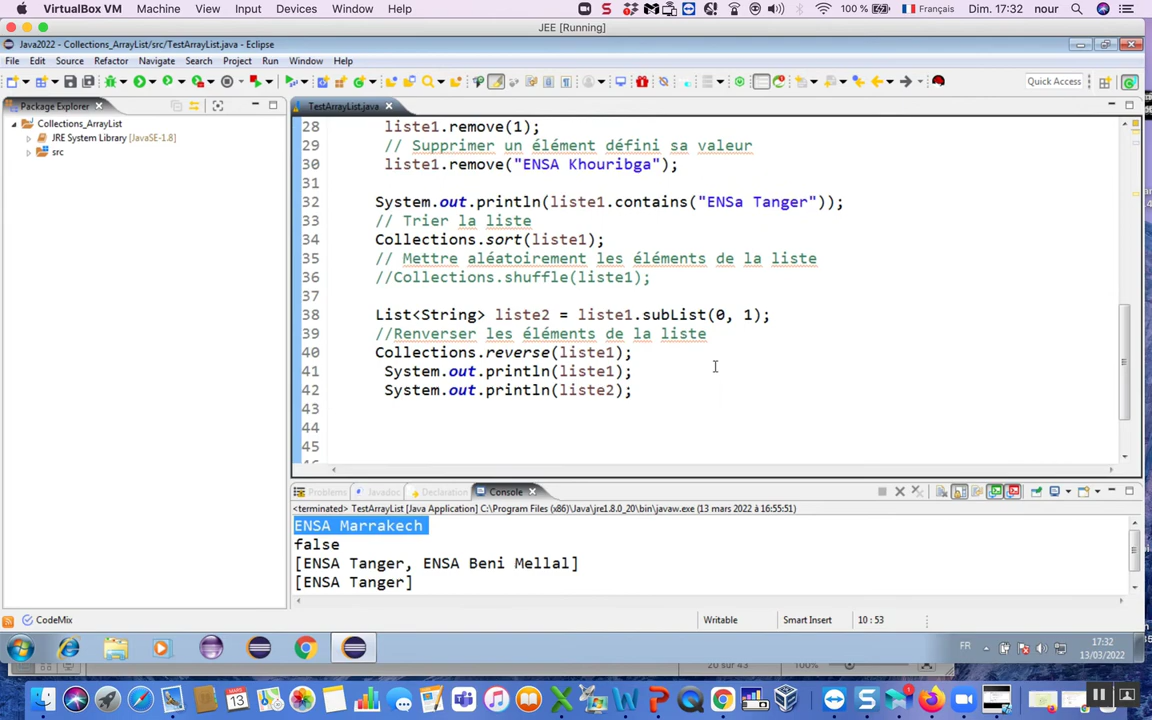 VirtualBox VM Machine View Input Devices Window Help 100 % Français Dim. 17:32 nour
JEE [Running]
Java2022 - Collections_ArrayList/src/TestArrayList.java - Eclipse
File Edit Source Refactor Navigate Search Project Run Window Help
Quick Access
Package Explorer
TestArrayList.java
Collections_ArrayList
JRE System Library [JavaSE-1.8]
src
28 liste1.remove(1);
29 // Supprimer un élément défini sa valeur
30 liste1.remove("ENSA Khouribga");
31
32 System.out.println(liste1.contains("ENSa Tanger"));
33 // Trier la liste
34 Collections.sort(liste1);
35 // Mettre aléatoirement les éléments de la liste
36 //Collections.shuffle(liste1);
37
38 List<String> liste2 = liste1.subList(0, 1);
39 //Renverser les éléments de la liste
40 Collections.reverse(liste1);
41 System.out.println(liste1);
42 System.out.println(liste2);
43
44
45
Problems Javadoc Declaration Console
<terminated> TestArrayList [Java Application] C:\Program Files (x86)\Java\jre1.8.0_20\bin\javaw.exe (13 mars 2022 à 16:55:51)
ENSA Marrakech
false
[ENSA Tanger, ENSA Beni Mellal]
[ENSA Tanger]
CodeMix Writable Smart Insert 10 : 53
FR 17:32
13/03/2022
20 sur 43 100%